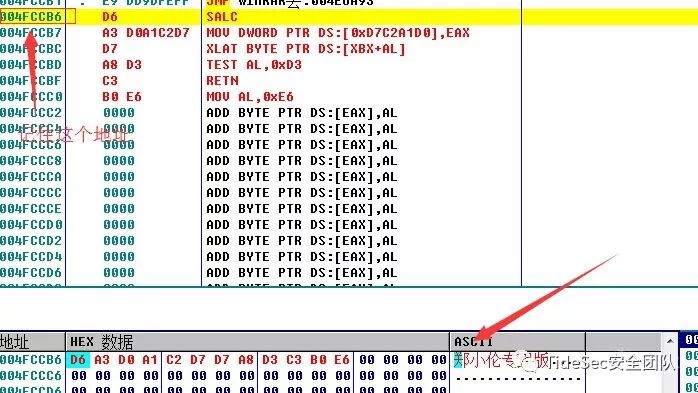 004FCCB1 . E9 DD9DFEFF JMP WINRAR去.004E6A93
004FCCB6 D6 SALC
004FCCB7 A3 D0A1C2D7 MOV DWORD PTR DS:[0xD7C2A1D0],EAX
004FCCBC D7 XLAT BYTE PTR DS:[XBX+AL]
004FCCBD A8 D3 TEST AL,0xD3
004FCCBF C3 RETN
004FCCC0 B0 E6 MOV AL,0xE6
004FCCC2 0000 ADD BYTE PTR DS:[EAX],AL
004FCCC4 0000 ADD BYTE PTR DS:[EAX],AL
004FCCC6 0000 ADD BYTE PTR DS:[EAX],AL
004FCCC8 0000 ADD BYTE PTR DS:[EAX],AL
004FCCCA 0000 ADD BYTE PTR DS:[EAX],AL
004FCCCC 0000 ADD BYTE PTR DS:[EAX],AL
004FCCCE 0000 ADD BYTE PTR DS:[EAX],AL
004FCCD0 0000 ADD BYTE PTR DS:[EAX],AL
004FCCD2 0000 ADD BYTE PTR DS:[EAX],AL
004FCCD4 0000 ADD BYTE PTR DS:[EAX],AL
004FCCD6 0000 ADD BYTE PTR DS:[EAX],AL
记住这个地址
地址 HEX 数据 ASCII
004FCCB6 D6 A3 D0 A1 C2 D7 D7 A8 D3 C3 B0 E6 00 00 00 00 郑小伦专用版....
004FCCC6 00 00 00 00 00 00 00 00 00 00 00 00 00 00 00 00 ................
TideSec安全团队